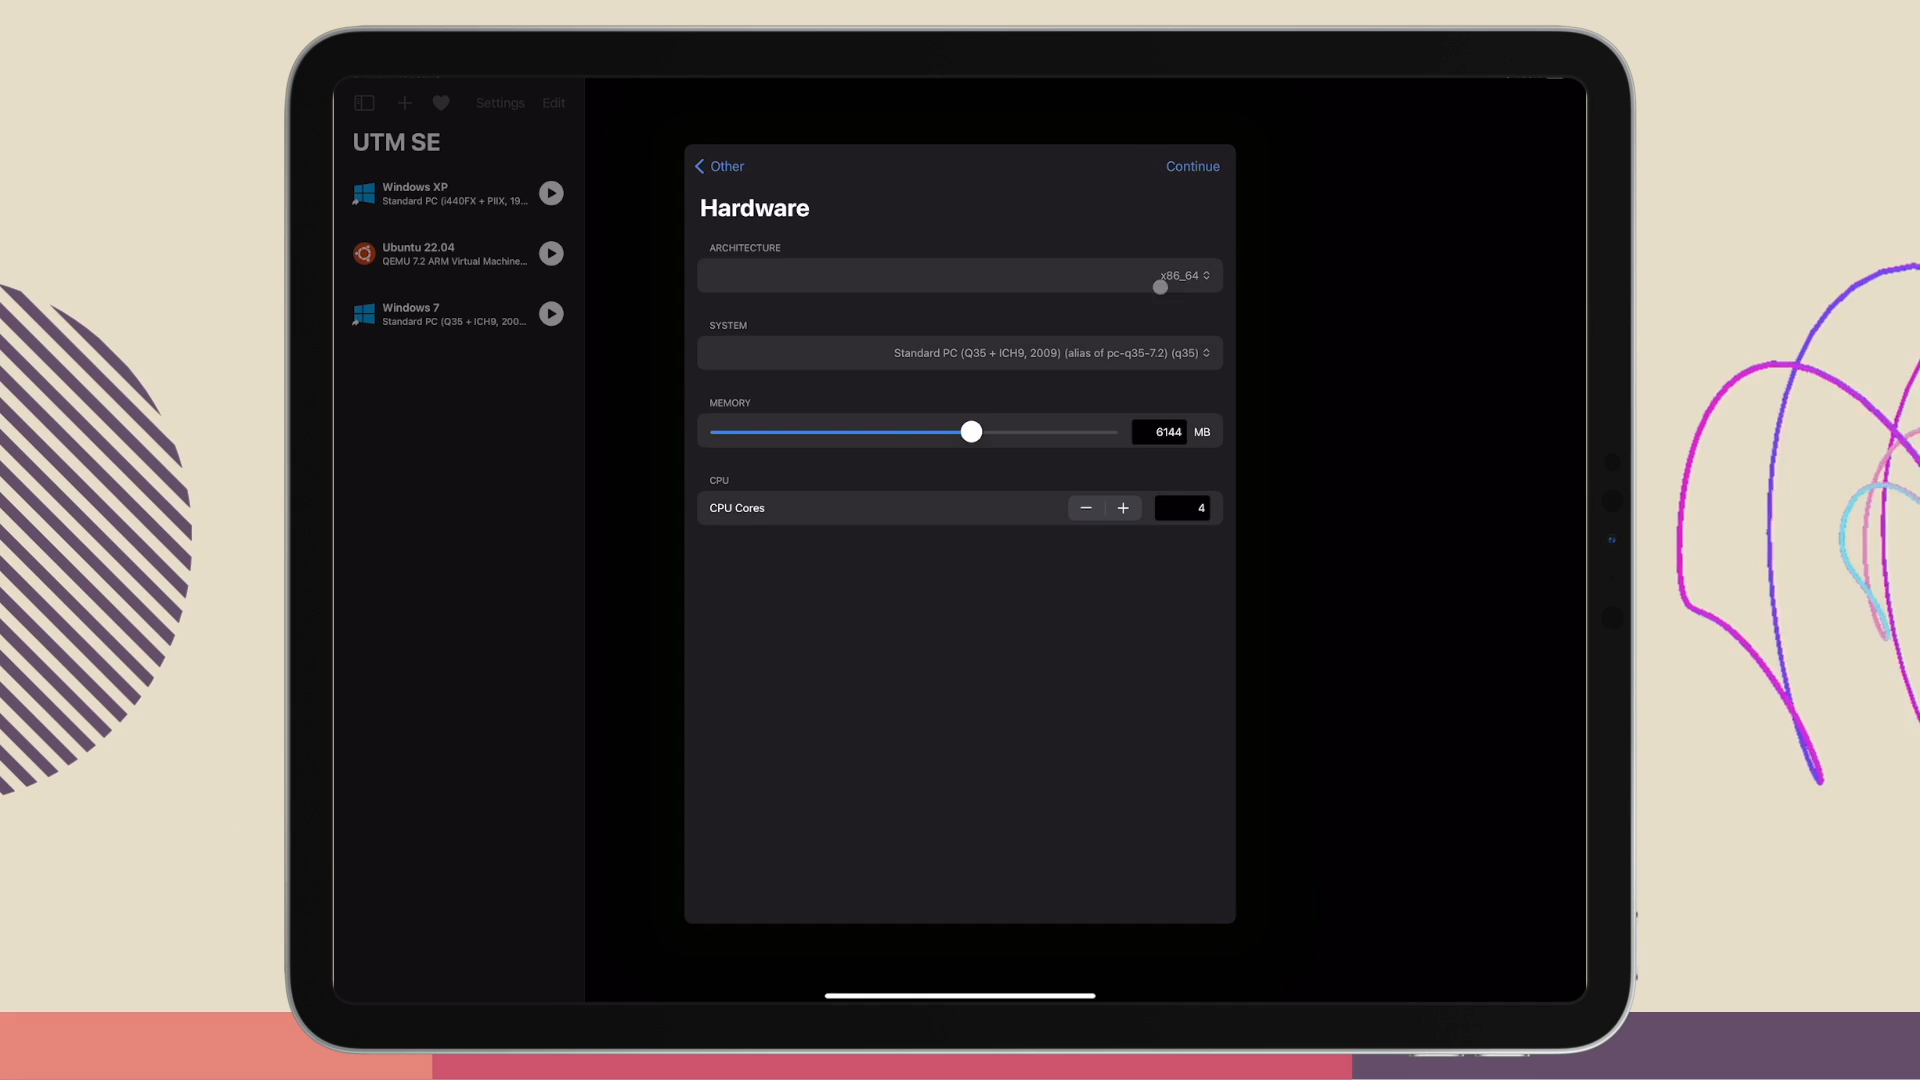 Settings Edit
UTM SE
Windows XP
Standard PC (i440FX + PIIX, 19...
Ubuntu 22.04
QEMU 7.2 ARM Virtual Machine...
Windows 7
Standard PC (Q35 + ICH9, 200...
Other
Continue
Hardware
ARCHITECTURE
x86_64
SYSTEM
Standard PC (Q35 + ICH9, 2009) (alias of pc-q35-7.2) (q35)
MEMORY
6144 MB
CPU
CPU Cores
4